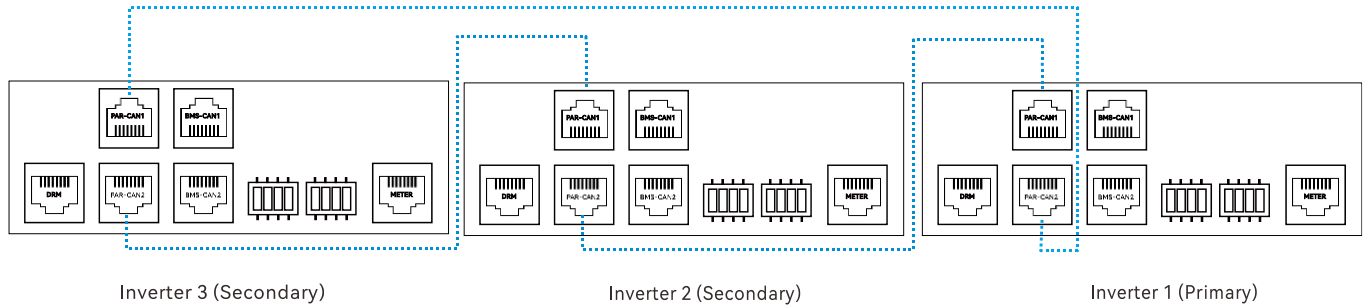 PAR-CAN1 BMS-CAN1
DRM PAR-CAN2 BMS-CAN2 METER
Inverter 3 (Secondary)
PAR-CAN1 BMS-CAN1
DRM PAR-CAN2 BMS-CAN2 METER
Inverter 2 (Secondary)
PAR-CAN1 BMS-CAN1
DRM PAR-CAN2 BMS-CAN2 METER
Inverter 1 (Primary)